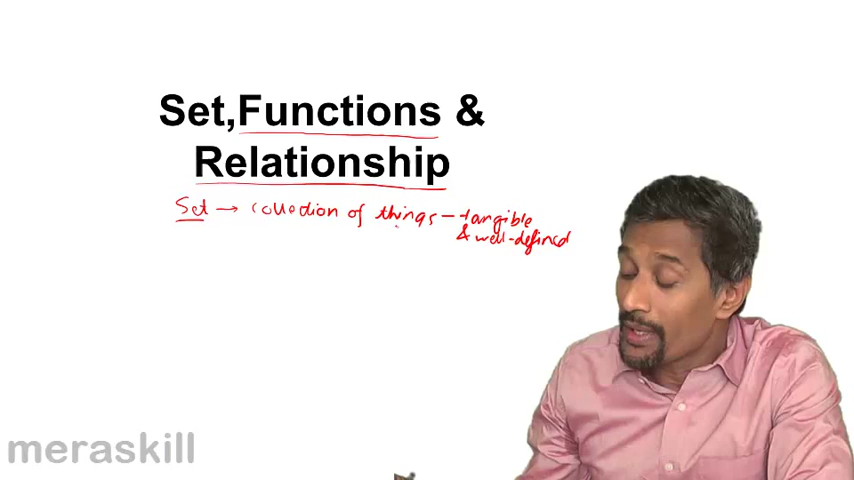 Set,Functions &
Relationship
Set → collection of things – tangible
& well-defined
meraskill